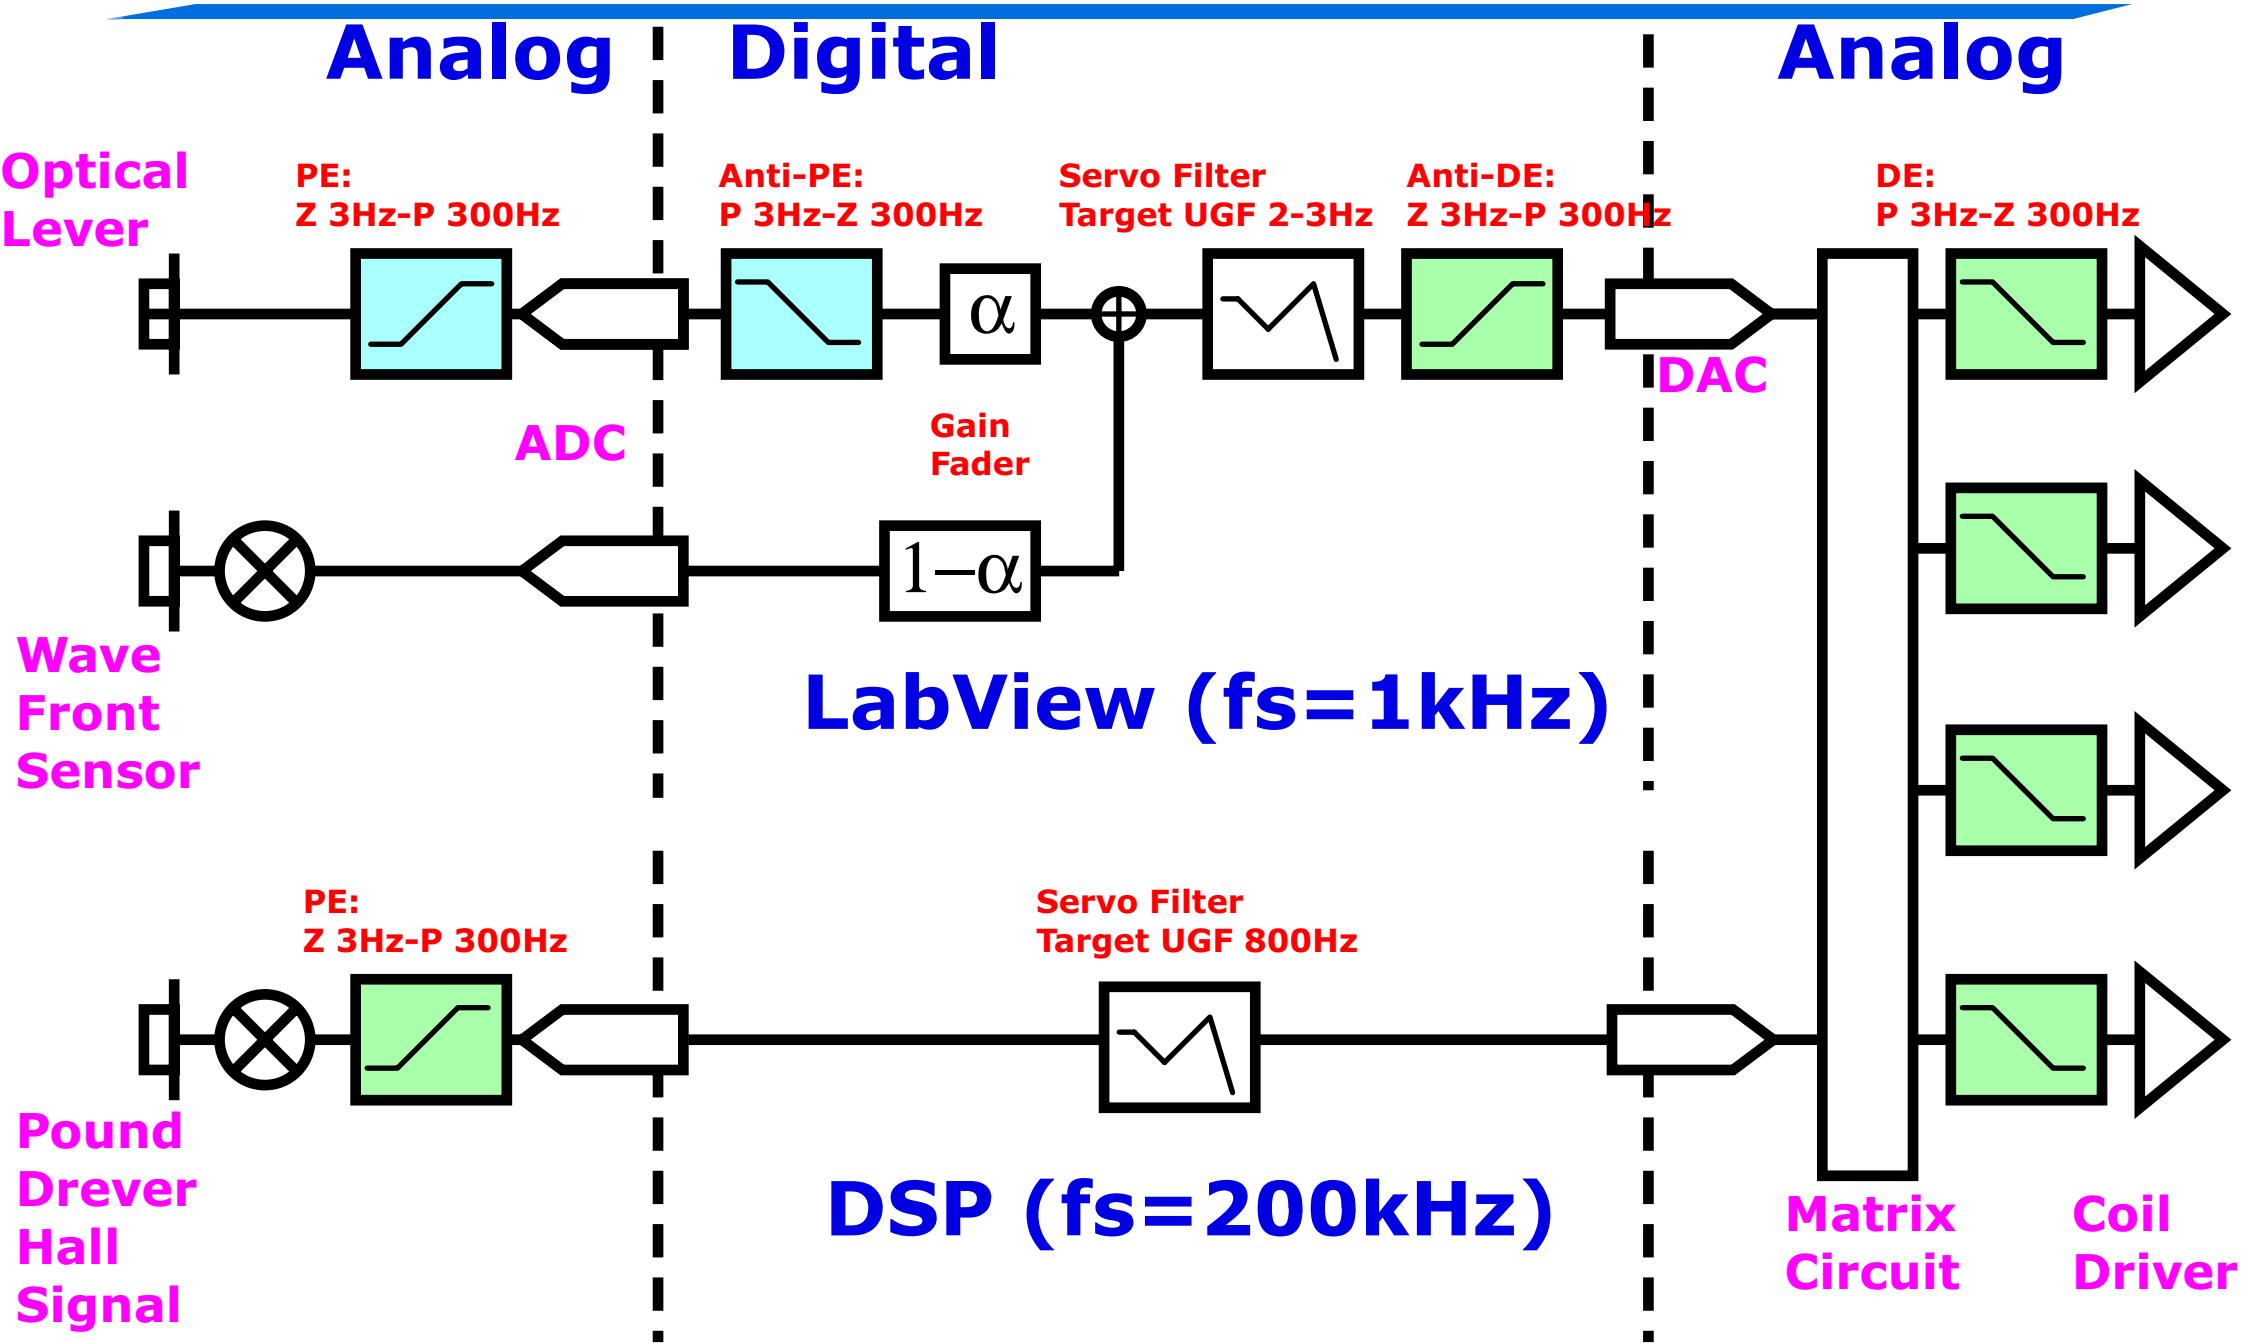 Analog
Digital
Analog
Optical
Lever
PE:
Z 3Hz-P 300Hz
Anti-PE:
P 3Hz-Z 300Hz
Servo Filter
Target UGF 2-3Hz
Anti-DE:
Z 3Hz-P 300Hz
DE:
P 3Hz-Z 300Hz
α
DAC
ADC
Gain
Fader
1−α
Wave
Front
Sensor
LabView (fs=1kHz)
PE:
Z 3Hz-P 300Hz
Servo Filter
Target UGF 800Hz
Pound
Drever
Hall
Signal
DSP (fs=200kHz)
Matrix
Circuit
Coil
Driver